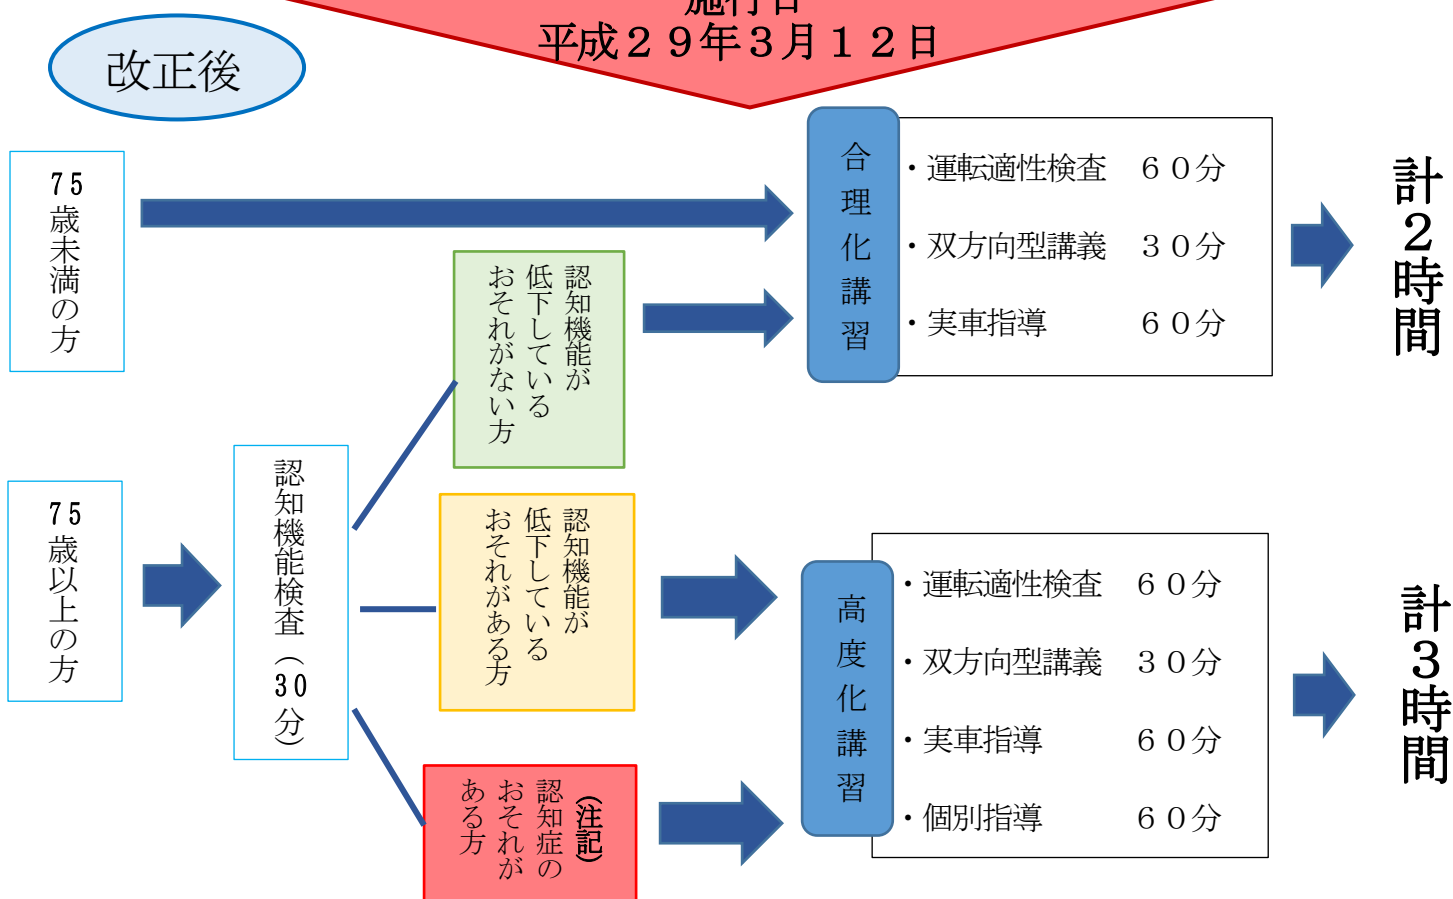 施行日
平成２９年３月１２日
改正後
75歳未満の方
認知機能が
低下している
おそれがない方
合理化講習
・運転適性検査　６０分
・双方向型講義　３０分
・実車指導　６０分
計２時間
75歳以上の方
認知機能検査（30分）
認知機能が
低下している
おそれがある方
（注記）
認知症の
おそれが
ある方
高度化講習
・運転適性検査　６０分
・双方向型講義　３０分
・実車指導　６０分
・個別指導　６０分
計３時間